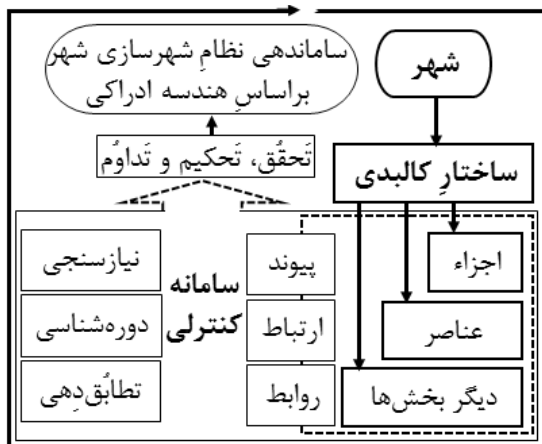 شهر
ساماندهی نظامِ شهرسازی شهر
براساسِ هندسه ادراکی
تَحقُق، تَحکیم و تَداوُم
ساختارِ کالبدی
اجزاء
عناصر
دیگر بخش‌ها
پیوند
ارتباط
روابط
سامانه
کنترلی
نیازسنجی
دوره‌شناسی
تطابُق‌دِهی